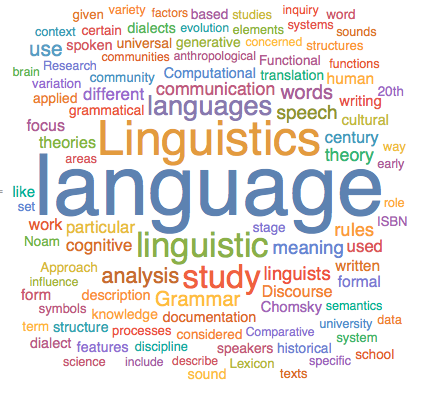 given variety factors based studies inquiry word
context certain dialects evolution elements systems
use spoken universal generative concerned sounds
communities anthropological Functional structures
brain Research community Computational translation functions
variation communication words human
applied different languages speech writing 20th
grammatical cultural
focus Linguistics century way
theories theory early
areas
like language role
set ISBN
work particular stage rules
Noam cognitive linguistic meaning used
Approach analysis study linguists written
influence formal
form description Grammar Discourse
symbols knowledge documentation Chomsky semantics
term structure processes considered Comparative university data
dialect features discipline speakers historical system
science include describe Lexicon specific school
sound texts